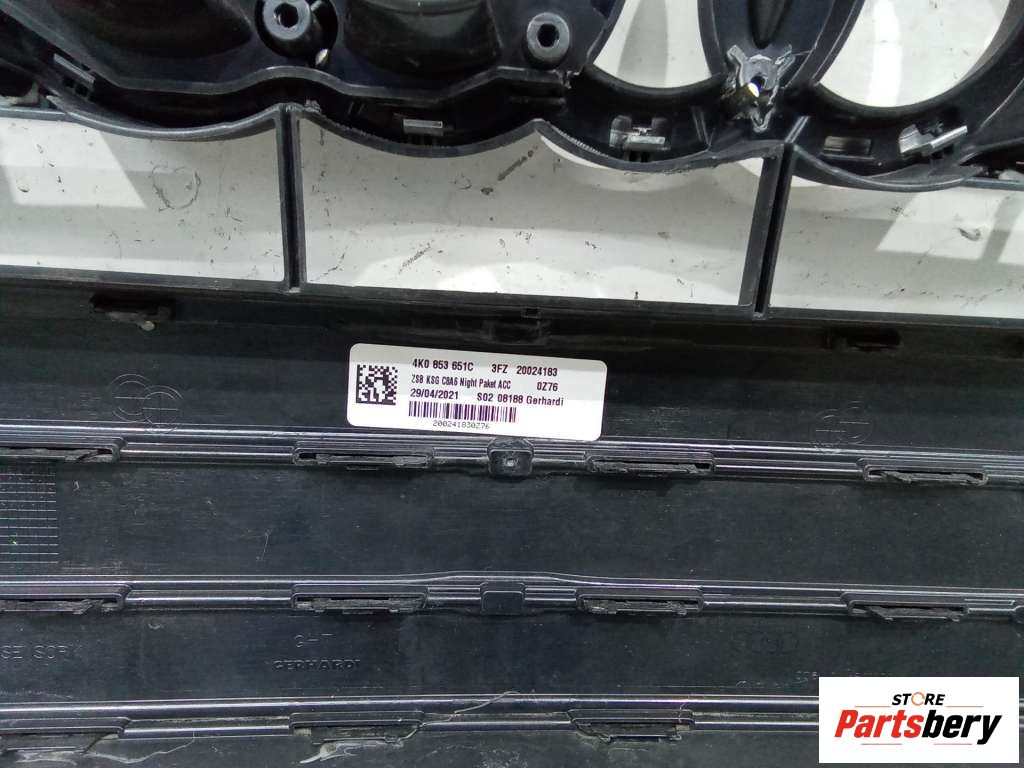 4K0 853 651C 3FZ 20024183
ZSB KSG C8A6 Night Paket ACC 0Z76
29/04/2021 S02 08188 Gerhardi
200241830Z76
GERHARDI
STORE
Partsbery